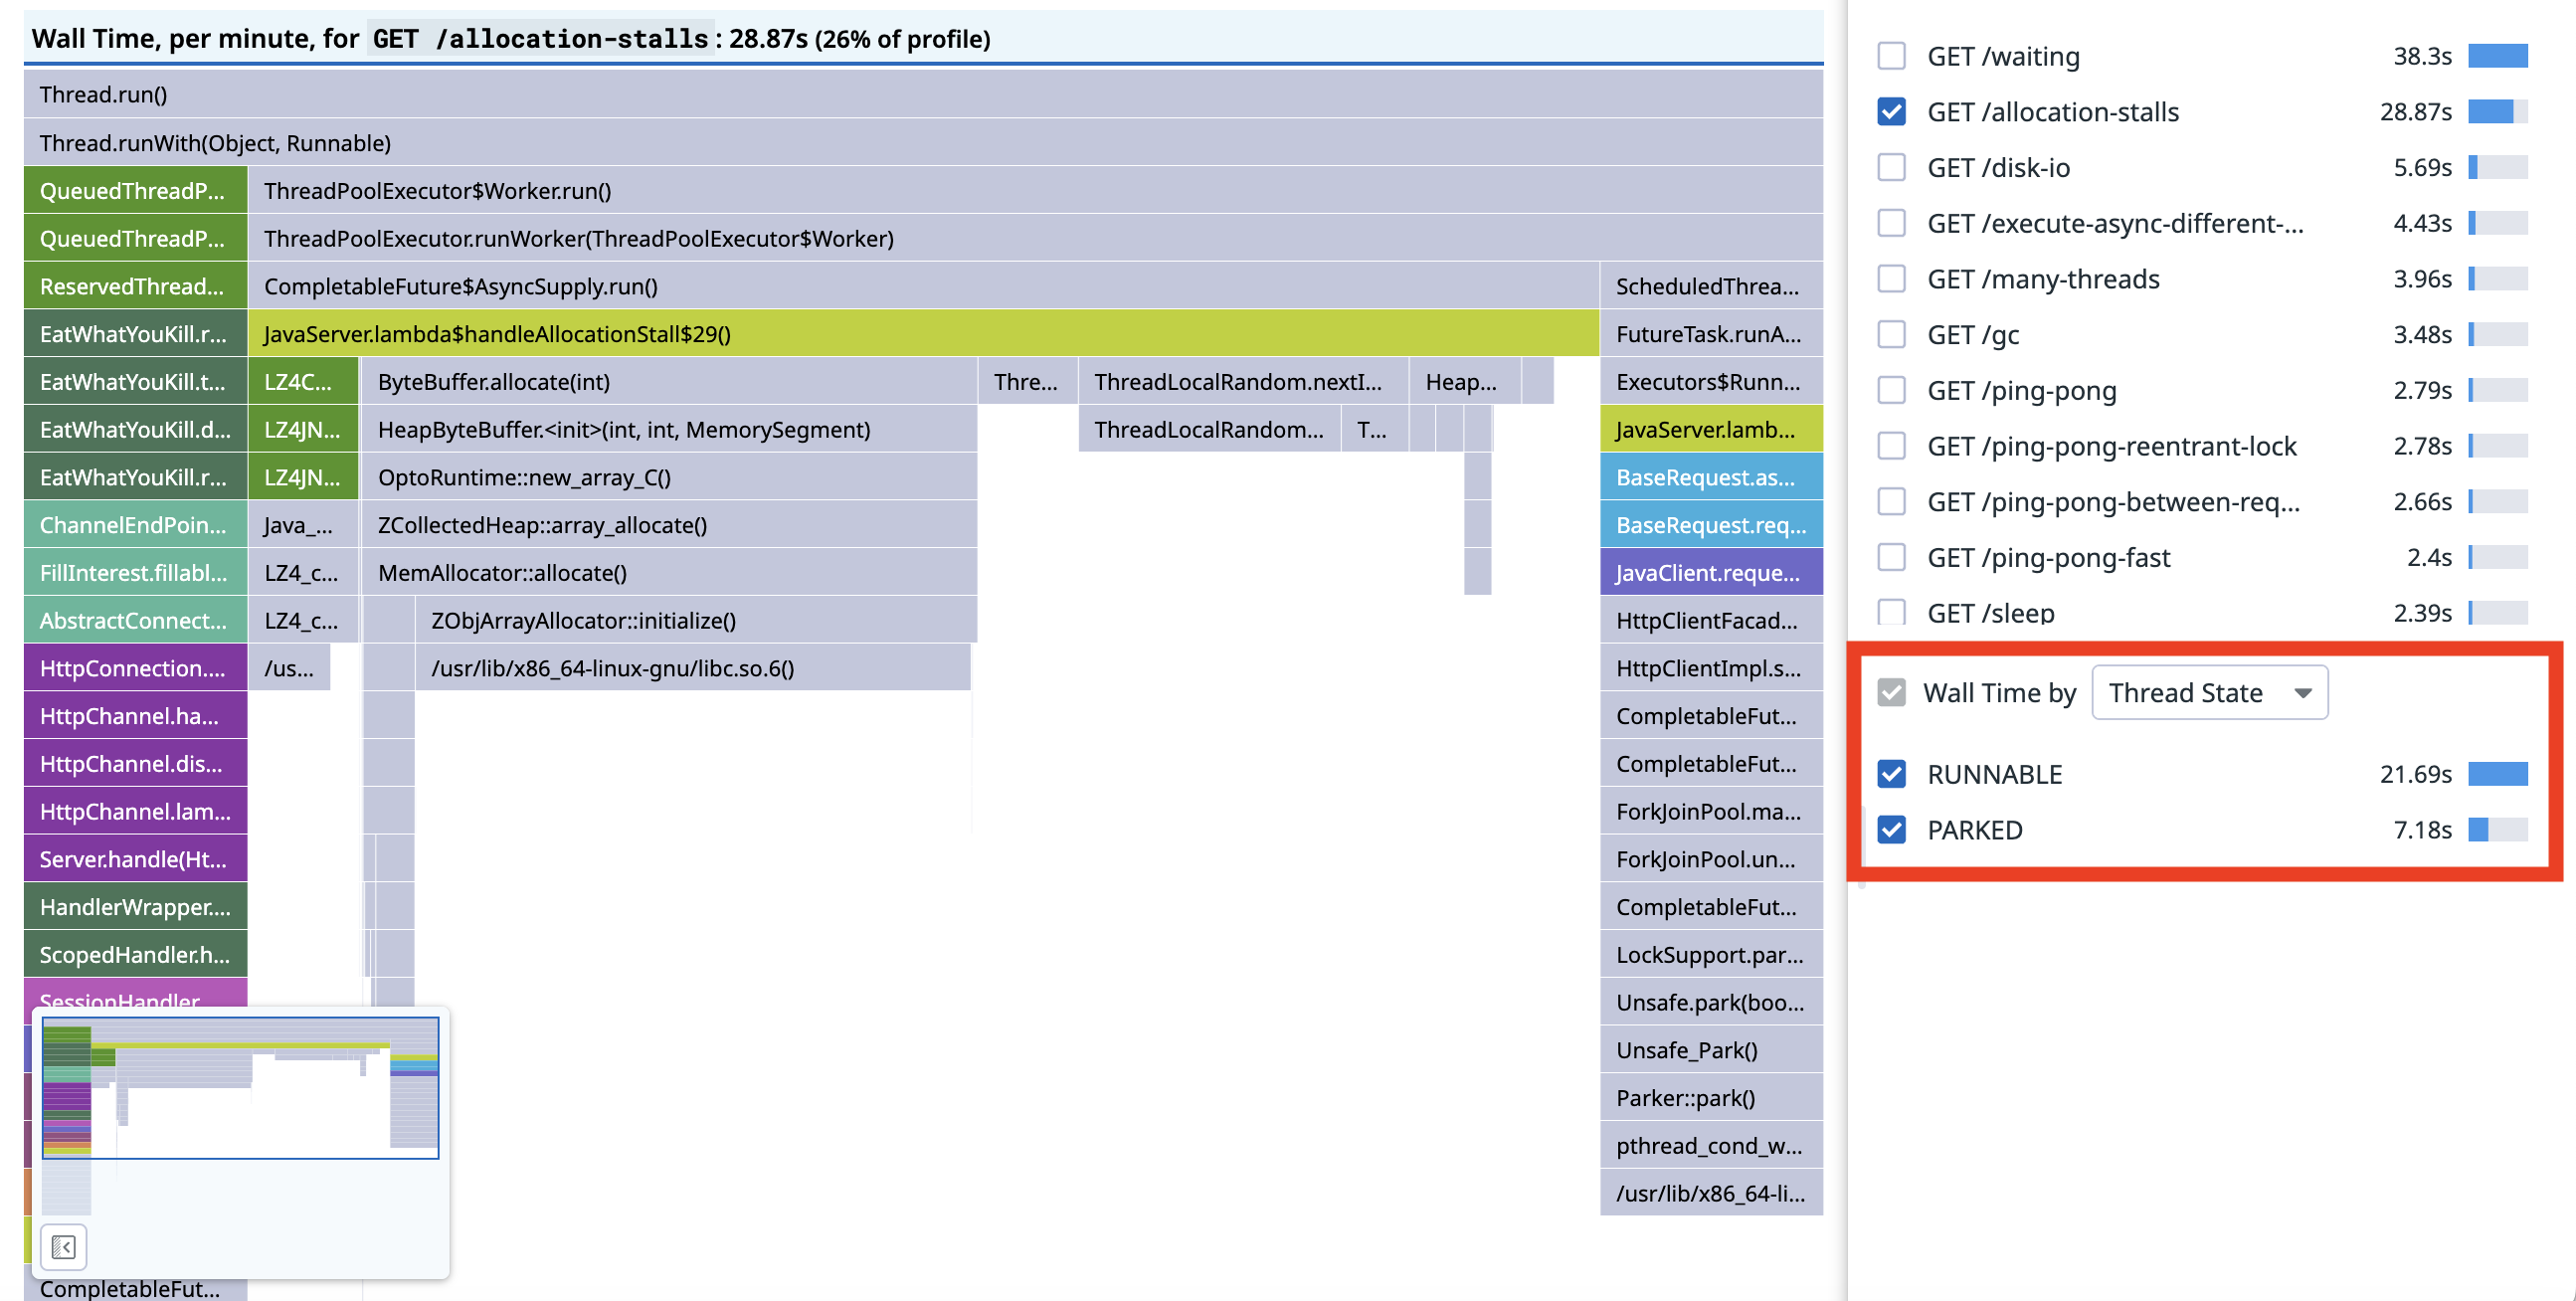 Wall Time, per minute, for GET /allocation-stalls: 28.87s (26% of profile)
Thread.run()
Thread.runWith(Object, Runnable)
QueuedThreadP... ThreadPoolExecutor$Worker.run()
QueuedThreadP... ThreadPoolExecutor.runWorker(ThreadPoolExecutor$Worker)
ReservedThread... CompletableFuture$AsyncSupply.run() ScheduledThrea...
EatWhatYouKill.r... JavaServer.lambda$handleAllocationStall$29() FutureTask.runA...
EatWhatYouKill.t... LZ4C... ByteBuffer.allocate(int) Thre... ThreadLocalRandom.nextI... Heap... Executors$Runn...
EatWhatYouKill.d... LZ4JN... HeapByteBuffer.<init>(int, int, MemorySegment) ThreadLocalRandom... T... JavaServer.lamb...
EatWhatYouKill.r... LZ4JN... OptoRuntime::new_array_C() BaseRequest.as...
ChannelEndPoin... Java_... ZCollectedHeap::array_allocate() BaseRequest.req...
FillInterest.fillabl... LZ4_c... MemAllocator::allocate() JavaClient.reque...
AbstractConnect... LZ4_c... ZObjArrayAllocator::initialize() HttpClientFacad...
HttpConnection.... /us... /usr/lib/x86_64-linux-gnu/libc.so.6() HttpClientImpl.s...
HttpChannel.ha... CompletableFut...
HttpChannel.dis... CompletableFut...
HttpChannel.lam... ForkJoinPool.ma...
Server.handle(Ht... ForkJoinPool.un...
HandlerWrapper.... CompletableFut...
ScopedHandler.h... LockSupport.par...
SessionHandler Unsafe.park(boo...
Unsafe_Park()
Parker::park()
pthread_cond_w...
/usr/lib/x86_64-li...
CompletableFut...
GET /waiting 38.3s
GET /allocation-stalls 28.87s
GET /disk-io 5.69s
GET /execute-async-different-... 4.43s
GET /many-threads 3.96s
GET /gc 3.48s
GET /ping-pong 2.79s
GET /ping-pong-reentrant-lock 2.78s
GET /ping-pong-between-req... 2.66s
GET /ping-pong-fast 2.4s
GET /sleep 2.39s
Wall Time by Thread State
RUNNABLE 21.69s
PARKED 7.18s